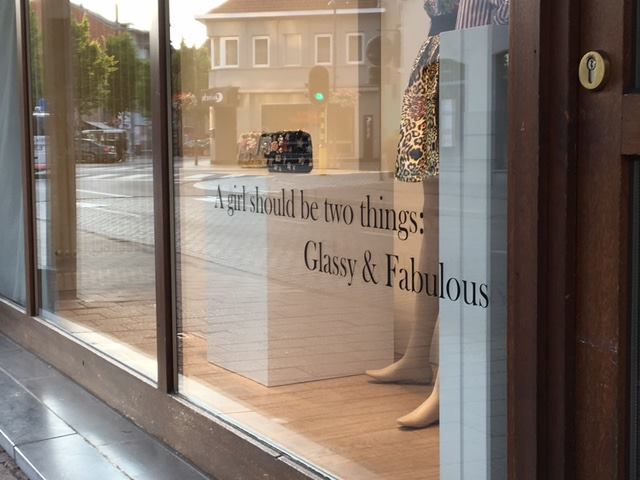 A girl should be two things:
Glassy & Fabulous